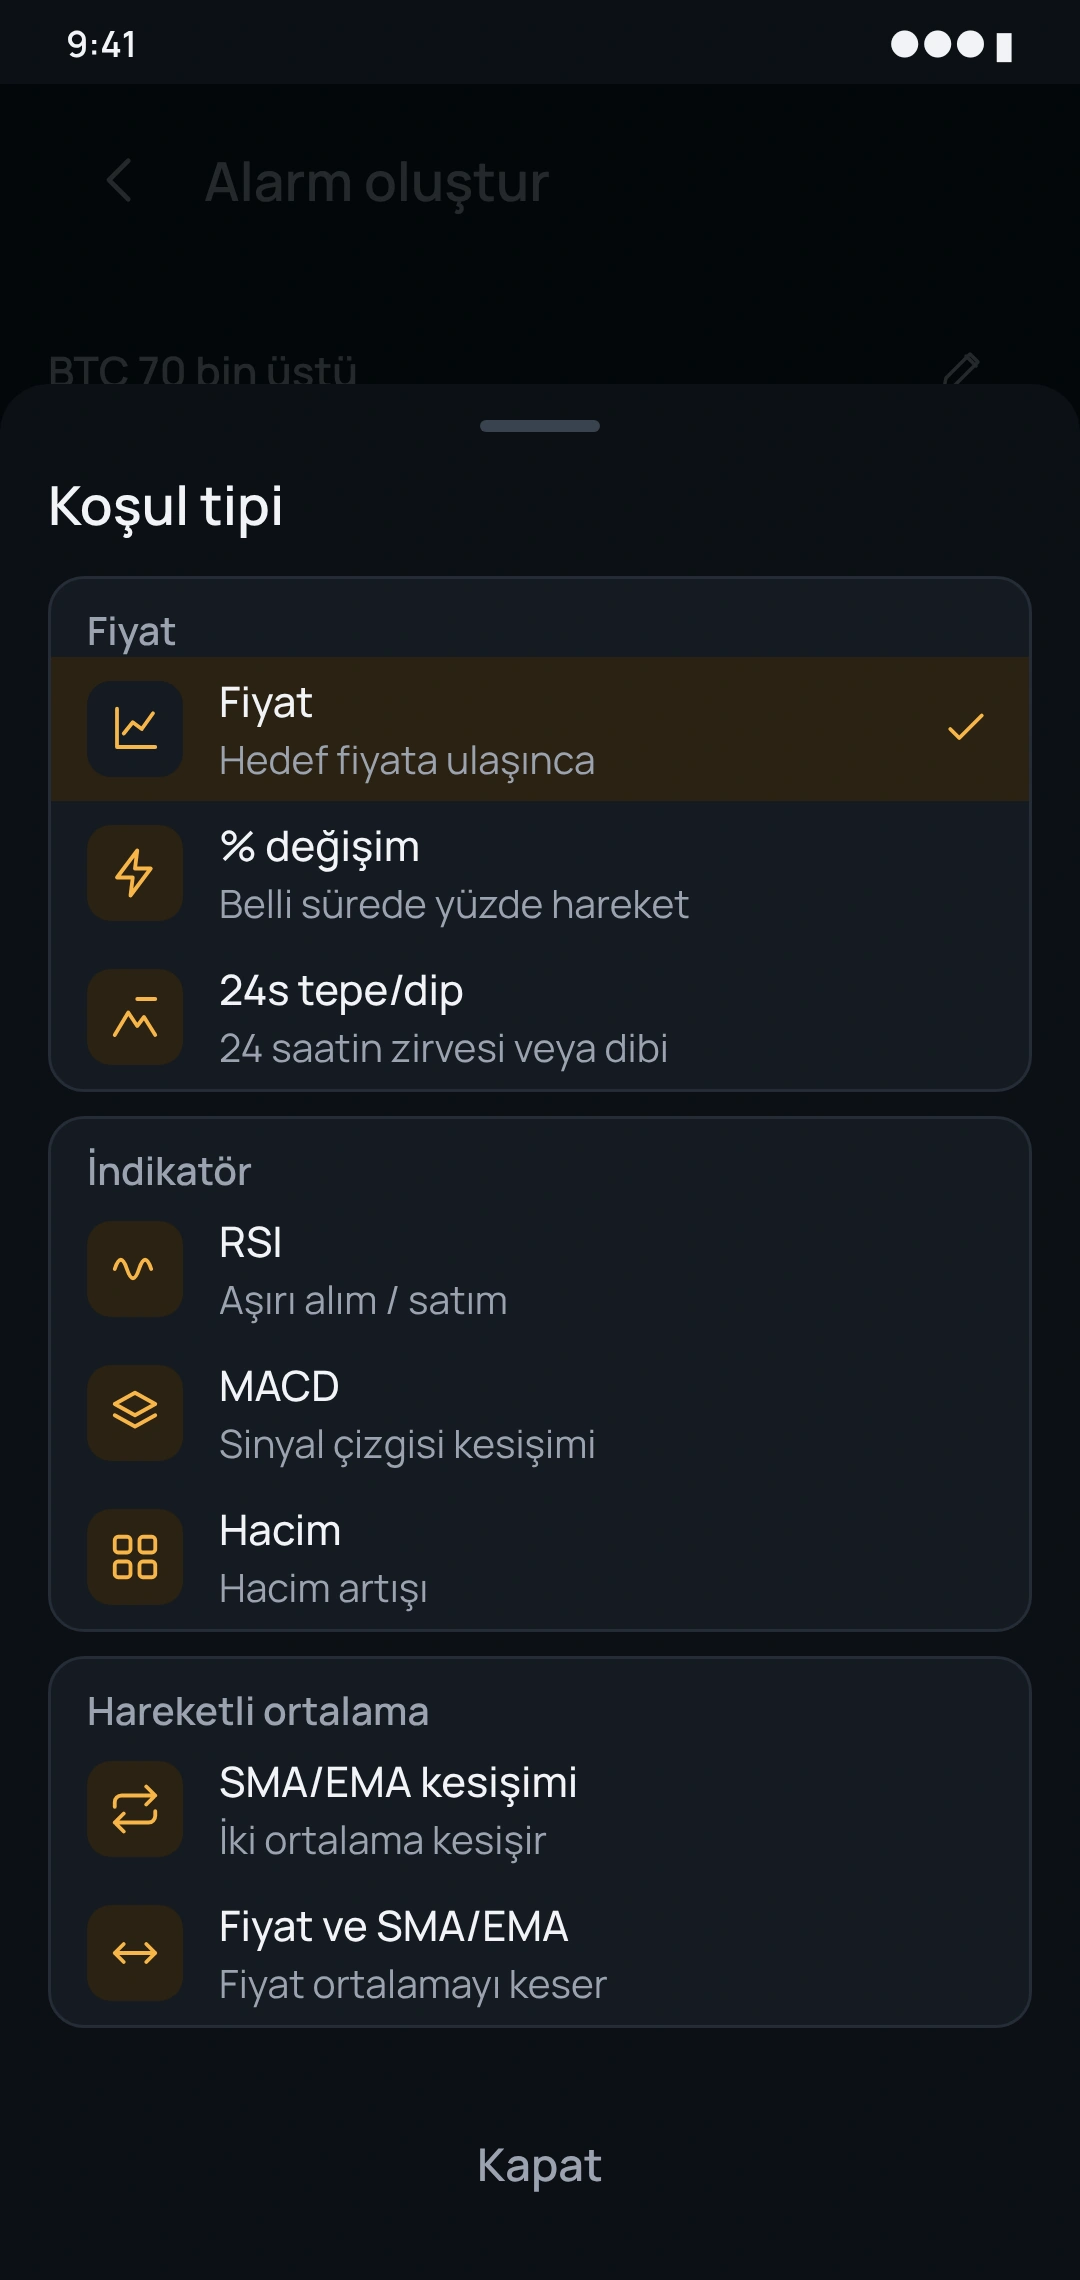 9:41
Alarm oluştur
BTC 70 bin üstü
Koşul tipi
Fiyat
Fiyat
Hedef fiyata ulaşınca
% değişim
Belli sürede yüzde hareket
24s tepe/dip
24 saatin zirvesi veya dibi
İndikatör
RSI
Aşırı alım / satım
MACD
Sinyal çizgisi kesişimi
Hacim
Hacim artışı
Hareketli ortalama
SMA/EMA kesişimi
İki ortalama kesişir
Fiyat ve SMA/EMA
Fiyat ortalamayı keser
Kapat